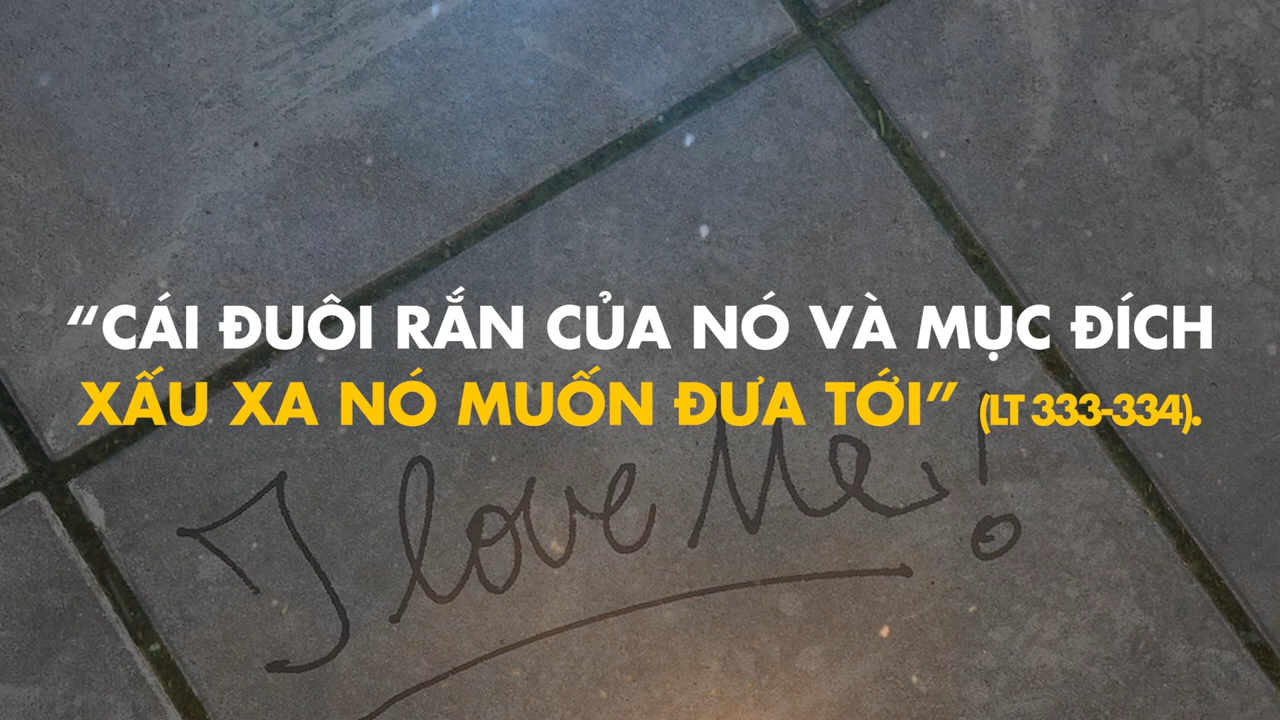 “CÁI ĐUÔI RẮN CỦA NÓ VÀ MỤC ĐÍCH
XẤU XA NÓ MUỐN ĐƯA TỚI” (LT 333-334).
I love Me!